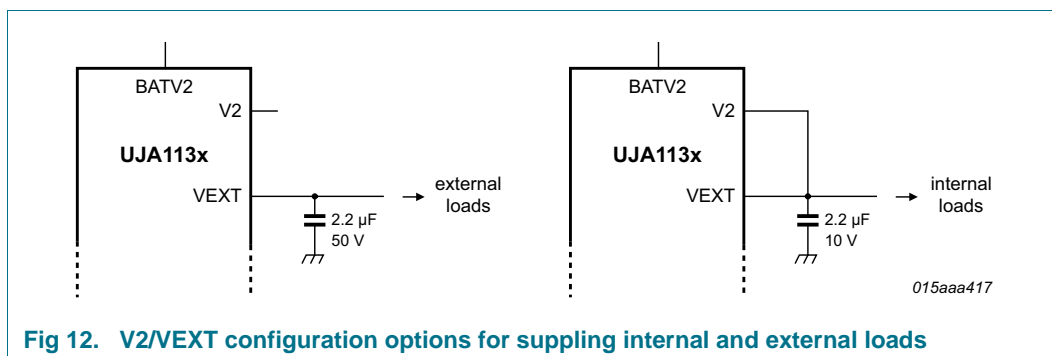 BATV2
V2
UJA113x
VEXT
external
loads
2.2 µF
50 V
BATV2
V2
UJA113x
VEXT
internal
loads
2.2 µF
10 V
015aaa417
Fig 12. V2/VEXT configuration options for suppling internal and external loads